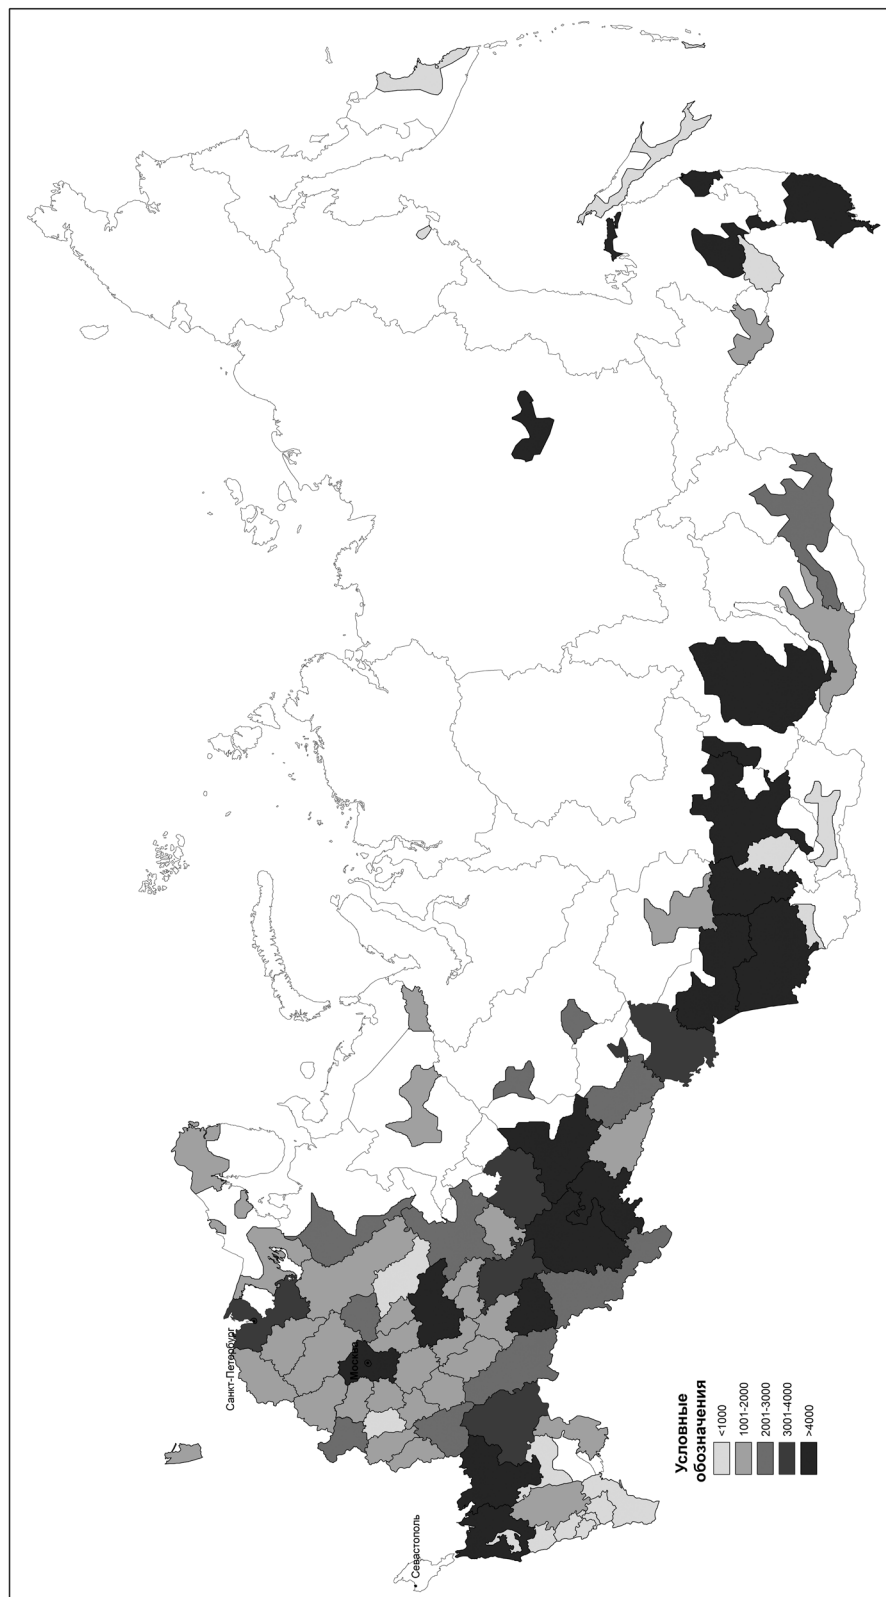 Санкт-Петербург
Москва
Севастополь
Условные
обозначения
<1000
1001-2000
2001-3000
3001-4000
>4000